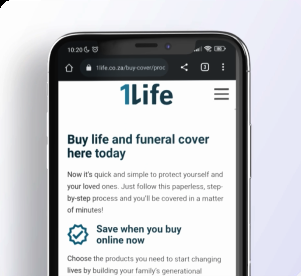 10:20
1life.co.za/buy-cover/proc
3
1Life
Buy life and funeral cover
here today
Now it's quick and simple to protect yourself and
your loved ones. Just follow this paperless, step-
by-step process and you'll be covered in a matter
of minutes!
Save when you buy
online now
Choose the products you need to start changing
lives by building your family's generational